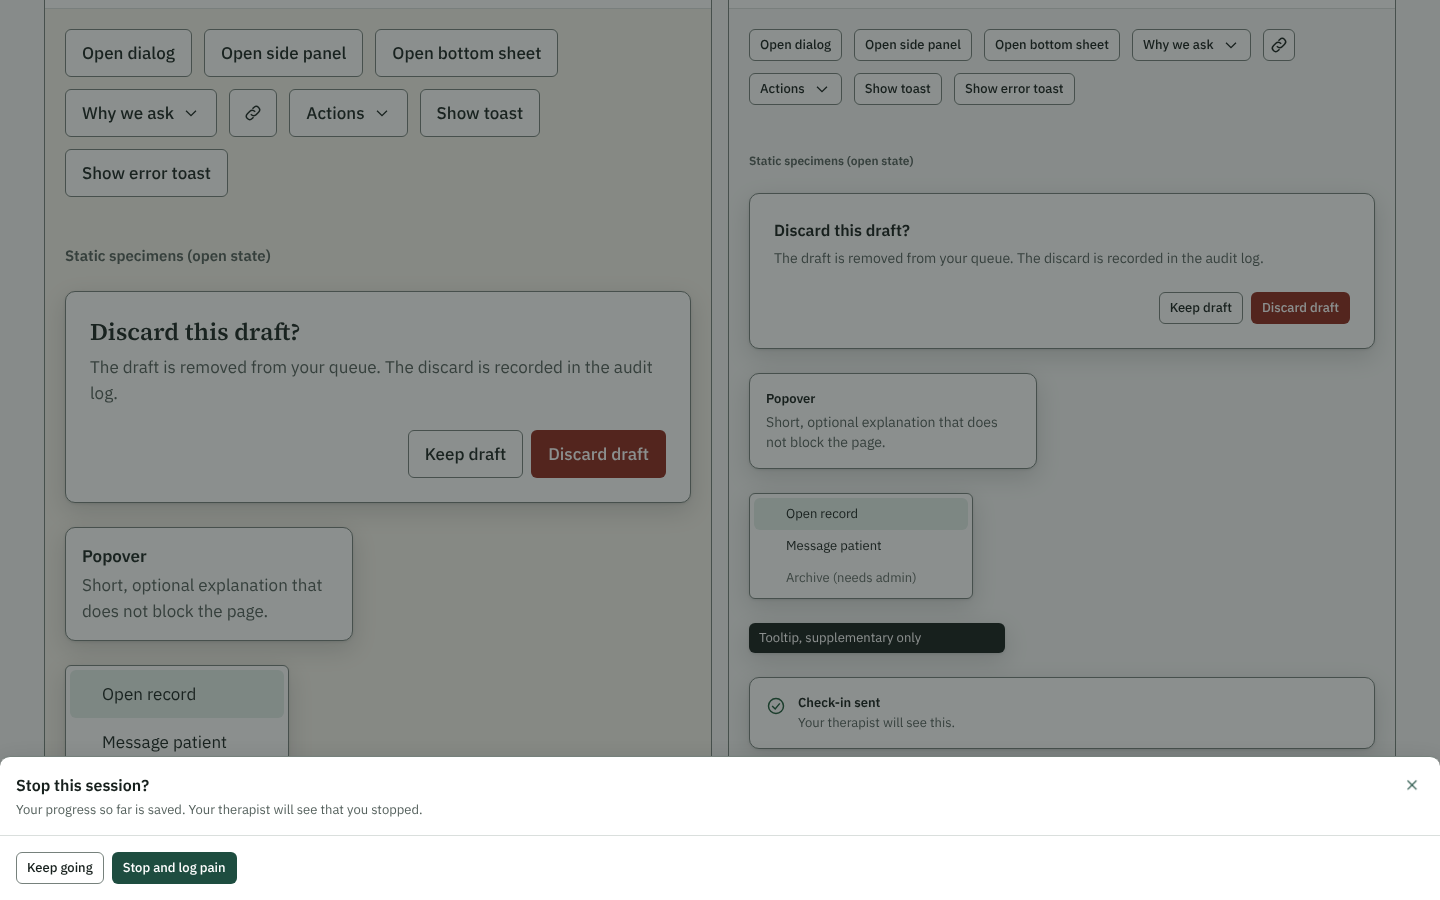 Open dialog
Open side panel
Open bottom sheet
Why we ask
Actions
Show toast
Show error toast
Static specimens (open state)
Discard this draft?
The draft is removed from your queue. The discard is recorded in the audit
log.
Keep draft
Discard draft
Popover
Short, optional explanation that
does not block the page.
Open record
Message patient
Open dialog
Open side panel
Open bottom sheet
Why we ask
Actions
Show toast
Show error toast
Static specimens (open state)
Discard this draft?
The draft is removed from your queue. The discard is recorded in the audit log.
Keep draft
Discard draft
Popover
Short, optional explanation that does
not block the page.
Open record
Message patient
Archive (needs admin)
Tooltip, supplementary only
Check-in sent
Your therapist will see this.
Stop this session?
Your progress so far is saved. Your therapist will see that you stopped.
Keep going
Stop and log pain